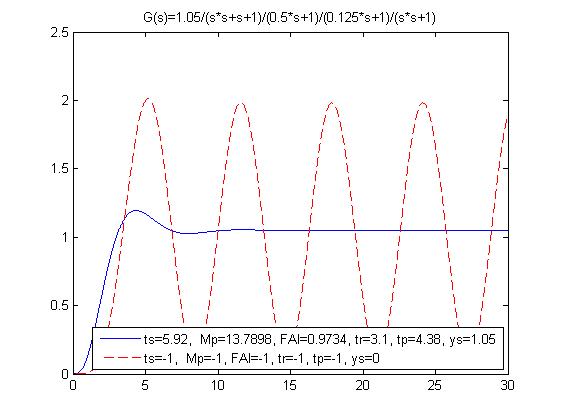 G(s)=1.05/(s*s+s+1)/(0.5*s+1)/(0.125*s+1)/(s*s+1)
2.5
2
1.5
1
0.5
0
ts=5.92, Mp=13.7898, FAI=0.9734, tr=3.1, tp=4.38, ys=1.05
ts=-1, Mp=-1, FAI=-1, tr=-1, tp=-1, ys=0
0 5 10 15 20 25 30